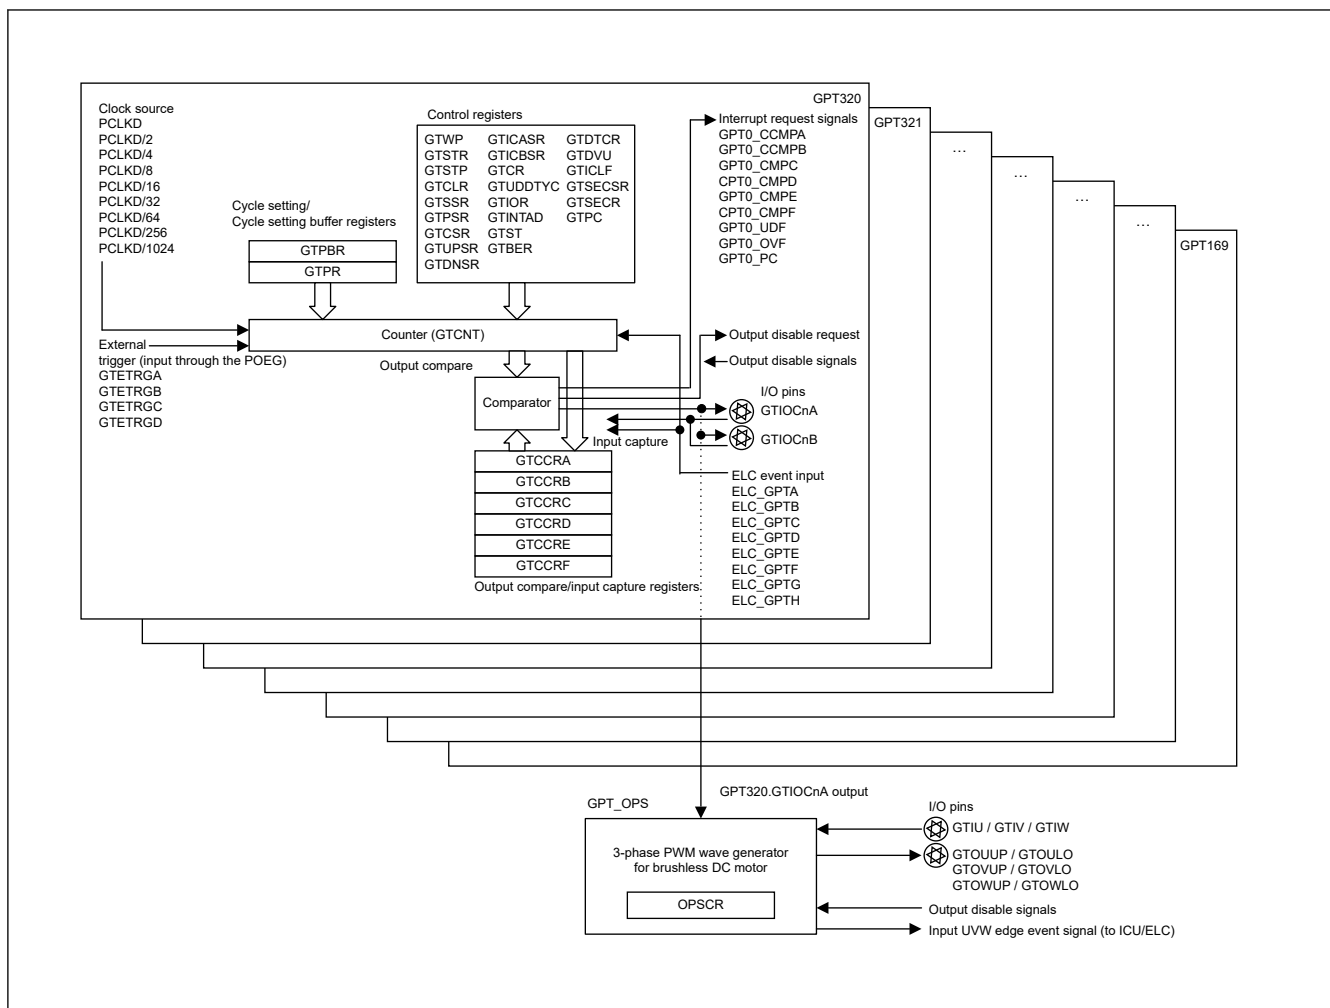 GPT320
GPT321
...
...
...
...
GPT169
Clock source
PCLKD
PCLKD/2
PCLKD/4
PCLKD/8
PCLKD/16
PCLKD/32
PCLKD/64
PCLKD/256
PCLKD/1024
External
trigger (input through the POEG)
GTETRGA
GTETRGB
GTETRGC
GTETRGD
Cycle setting/
Cycle setting buffer registers
GTPBR
GTPR
Control registers
GTWP GTICASR GTDTCR
GTSTR GTICBSR GTDVU
GTSTP GTCR GTICLF
GTCLR GTUDDTYC GTSECSR
GTSSR GTIOR GTSECR
GTPSR GTINTAD GTPC
GTCSR GTST
GTUPSR GTBER
GTDNSR
Counter (GTCNT)
Output compare
Comparator
Input capture
GTCCRA
GTCCRB
GTCCRC
GTCCRD
GTCCRE
GTCCRF
Output compare/input capture registers
Interrupt request signals
GPT0_CCMPA
GPT0_CCMPB
GPT0_CMPC
CPT0_CMPD
GPT0_CMPE
CPT0_CMPF
GPT0_UDF
GPT0_OVF
GPT0_PC
Output disable request
Output disable signals
I/O pins
GTIOCnA
GTIOCnB
ELC event input
ELC_GPTA
ELC_GPTB
ELC_GPTC
ELC_GPTD
ELC_GPTE
ELC_GPTF
ELC_GPTG
ELC_GPTH
GPT320.GTIOCnA output
GPT_OPS
3-phase PWM wave generator
for brushless DC motor
OPSCR
I/O pins
GTIU / GTIV / GTIW
GTOUUP / GTOULO
GTOVUP / GTOVLO
GTOWUP / GTOWLO
Output disable signals
Input UVW edge event signal (to ICU/ELC)